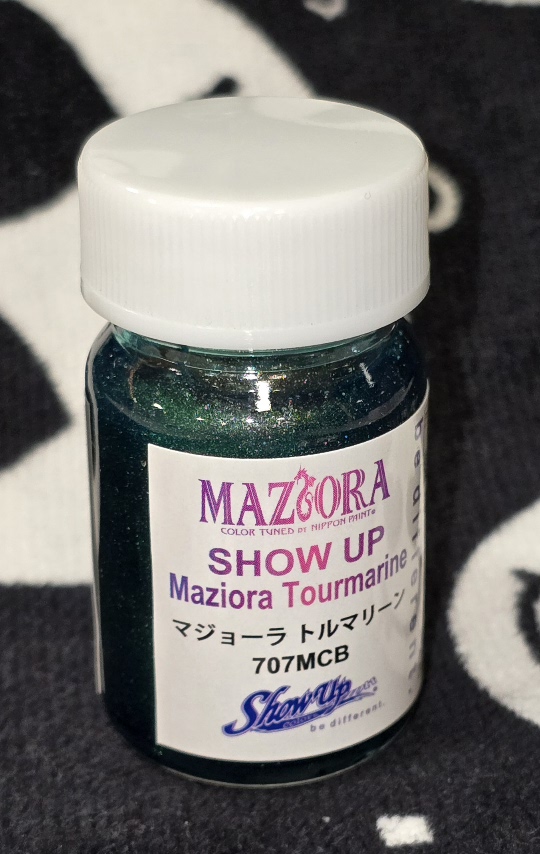 MAZIORA
COLOR TUNED BY NIPPON PAINT
SHOW UP
Maziora Tourmarine
マジョーラ トルマリーン
707MCB
Show Up
be different.